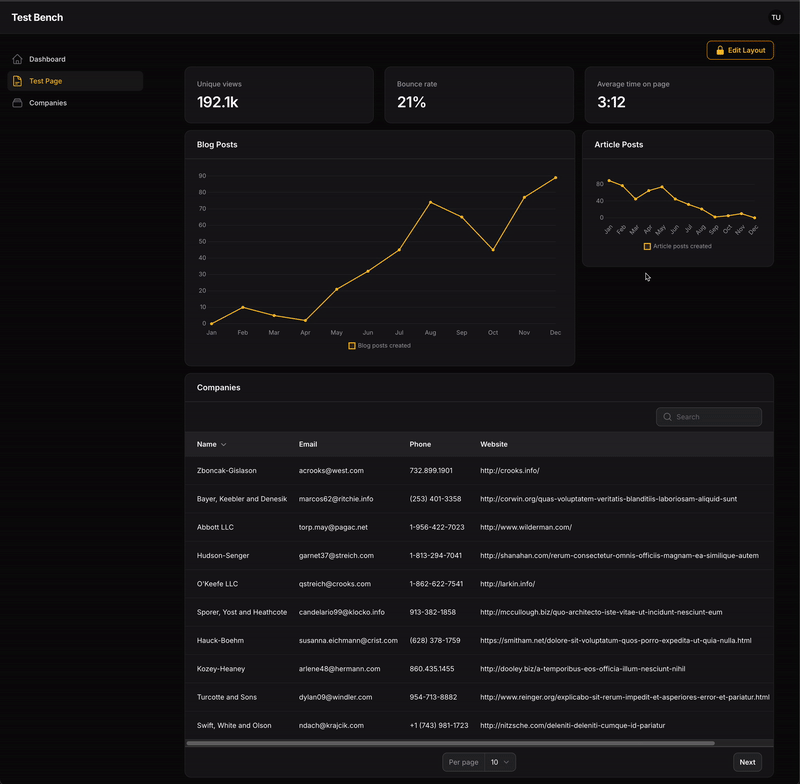 Test Bench
TU
Dashboard
Test Page
Companies
Edit Layout
Unique views
192.1k
Bounce rate
21%
Average time on page
3:12
Blog Posts
90
80
70
60
50
40
30
20
10
0
Jan Feb Mar Apr May Jun Jul Aug Sep Oct Nov Dec
Blog posts created
Article Posts
80
40
0
Jan Feb Mar Apr May Jun Jul Aug Sep Oct Nov Dec
Article posts created
Companies
Search
Name Email Phone Website
Zboncak-Gislason acrooks@west.com 732.899.1901 http://crooks.info/
Bayer, Keebler and Denesik marcos62@ritchie.info (253) 401-3358 http://corwin.org/quas-voluptatem-veritatis-blanditiis-laboriosam-aliquid-sunt
Abbott LLC torp.may@pagac.net 1-956-422-7023 http://www.wilderman.com/
Hudson-Senger garnet37@streich.com 1-813-294-7041 http://shanahan.com/rerum-consectetur-omnis-officiis-magnam-ea-similique-autem
O'Keefe LLC qstreich@crooks.com 1-862-622-7541 http://larkin.info/
Sporer, Yost and Heathcote candelario99@klocko.info 913-382-1858 http://mccullough.biz/quo-architecto-iste-vitae-ut-incidunt-nesciunt-eum
Hauck-Boehm susanna.eichmann@crist.com (628) 378-1759 https://smitham.net/dolore-sit-voluptatum-quos-porro-expedita-ut-quia-nulla.html
Kozey-Heaney arlene48@hermann.com 860.435.1455 http://dooley.biz/a-temporibus-eos-officia-illum-nesciunt-nihil
Turcotte and Sons dylan09@windler.com 954-713-8882 http://www.reinger.org/explicabo-sit-rerum-impedit-et-asperiores-error-et-pariatur.html
Swift, White and Olson ndach@krajcik.com +1 (743) 981-1723 http://nitzsche.com/deleniti-deleniti-cumque-id-pariatur
Per page 10
Next